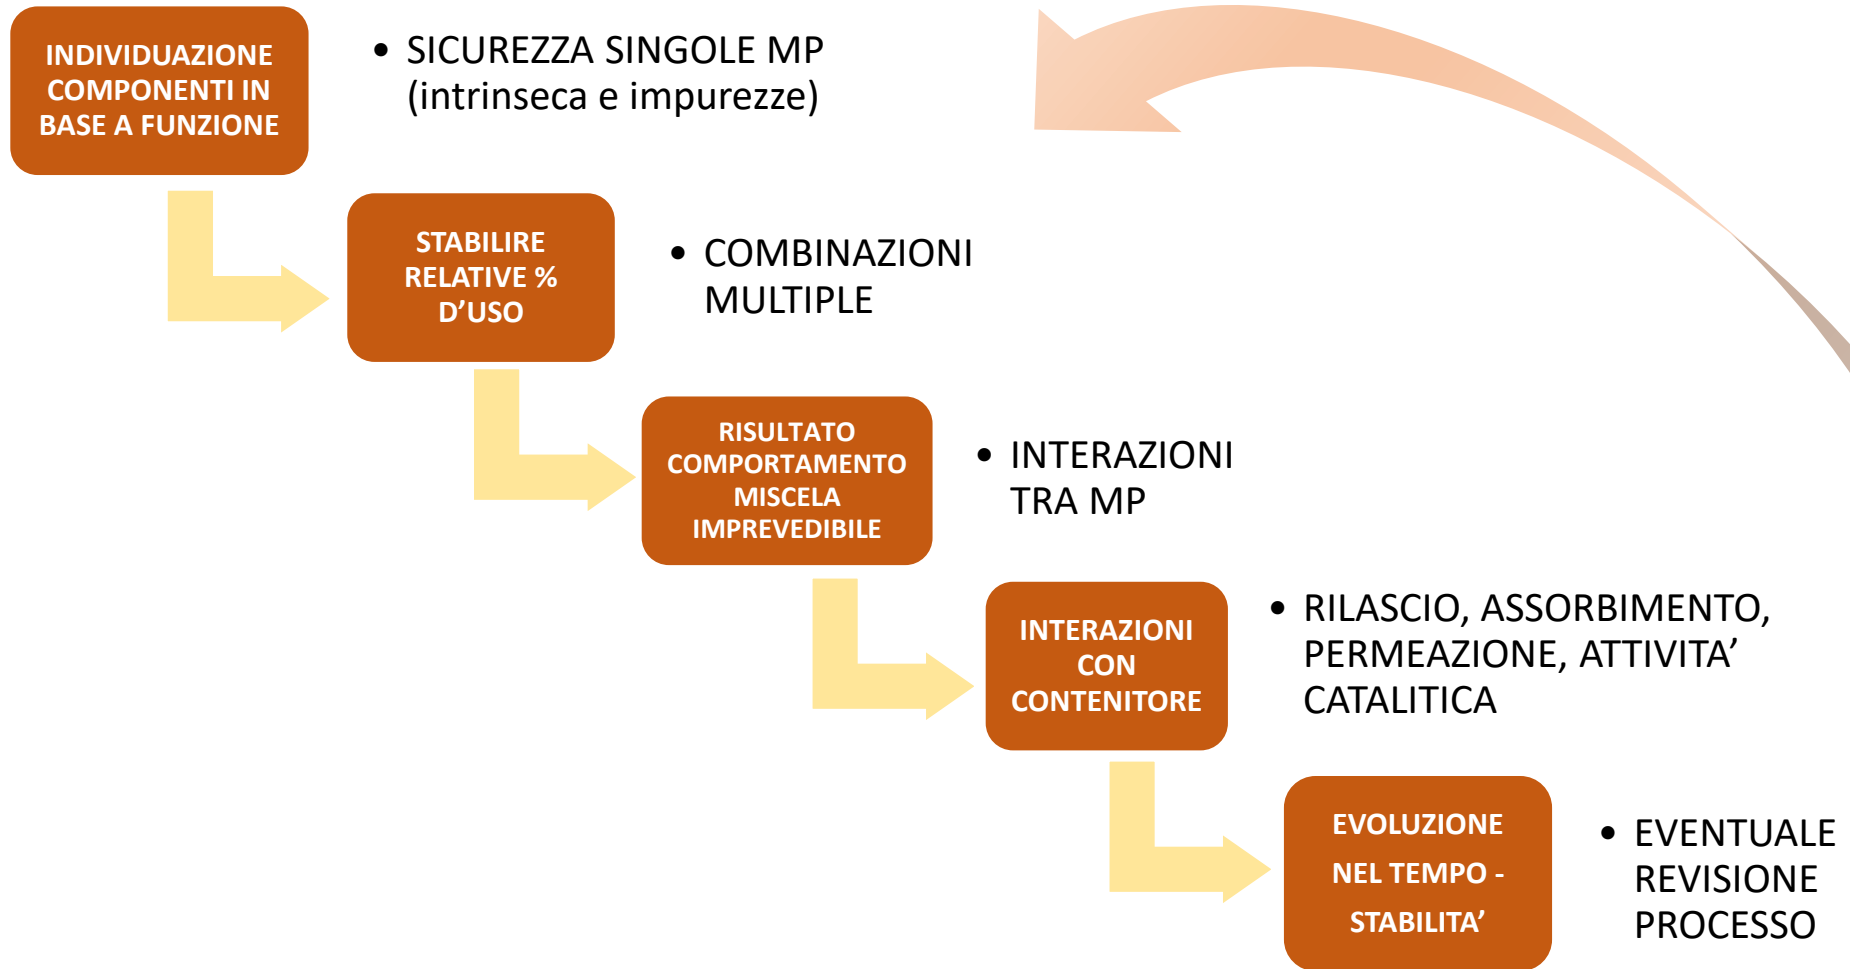 INDIVIDUAZIONE
COMPONENTI IN
BASE A FUNZIONE
• SICUREZZA SINGOLE MP
(intrinseca e impurezze)
STABILIRE
RELATIVE %
D’USO
• COMBINAZIONI
MULTIPLE
RISULTATO
COMPORTAMENTO
MISCELA
IMPREVEDIBILE
• INTERAZIONI
TRA MP
INTERAZIONI
CON
CONTENITORE
• RILASCIO, ASSORBIMENTO,
PERMEAZIONE, ATTIVITA’
CATALITICA
EVOLUZIONE
NEL TEMPO -
STABILITA’
• EVENTUALE
REVISIONE
PROCESSO